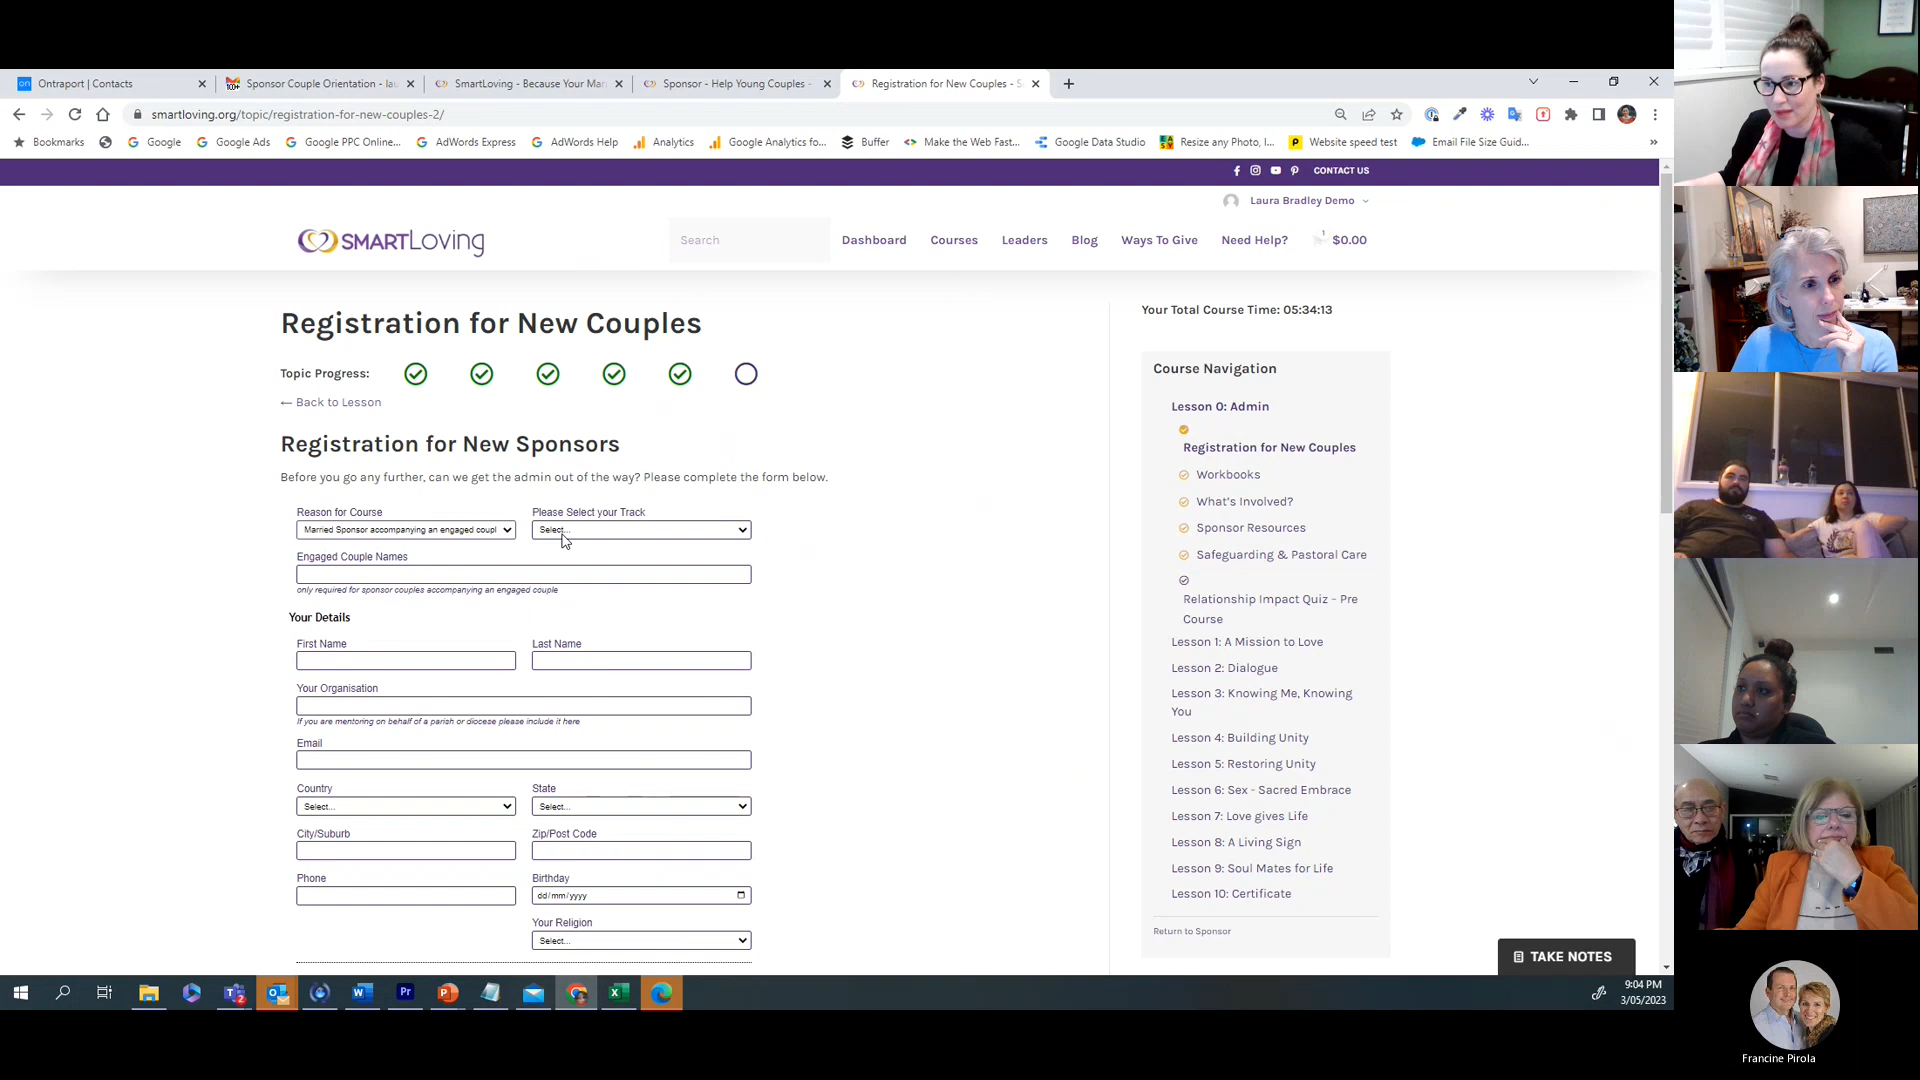 Ontraport | Contacts
Sponsor Couple Orientation - lau
SmartLoving - Because Your Mar
Sponsor - Help Young Couples -
Registration for New Couples - S
smartloving.org/topic/registration-for-new-couples-2/
Bookmarks
Google
Google Ads
Google PPC Online...
AdWords Express
AdWords Help
Analytics
Google Analytics fo...
Buffer
Make the Web Fast...
Google Data Studio
Resize any Photo, I...
Website speed test
Email File Size Guid...
CONTACT US
Laura Bradley Demo
SMARTLoving
Search
Dashboard
Courses
Leaders
Blog
Ways To Give
Need Help?
1
$0.00
Registration for New Couples
Topic Progress:
← Back to Lesson
Registration for New Sponsors
Before you go any further, can we get the admin out of the way? Please complete the form below.
Reason for Course
Please Select your Track
Married Sponsor accompanying an engaged coupl
Select...
Engaged Couple Names
only required for sponsor couples accompanying an engaged couple
Your Details
First Name
Last Name
Your Organisation
If you are mentoring on behalf of a parish or diocese please include it here
Email
Country
State
Select...
Select...
City/Suburb
Zip/Post Code
Phone
Birthday
dd/mm/yyyy
Your Religion
Select...
Your Total Course Time: 05:34:13
Course Navigation
Lesson 0: Admin
Registration for New Couples
Workbooks
What's Involved?
Sponsor Resources
Safeguarding & Pastoral Care
Relationship Impact Quiz – Pre
Course
Lesson 1: A Mission to Love
Lesson 2: Dialogue
Lesson 3: Knowing Me, Knowing
You
Lesson 4: Building Unity
Lesson 5: Restoring Unity
Lesson 6: Sex - Sacred Embrace
Lesson 7: Love gives Life
Lesson 8: A Living Sign
Lesson 9: Soul Mates for Life
Lesson 10: Certificate
Return to Sponsor
TAKE NOTES
9:04 PM
3/05/2023
Francine Pirola